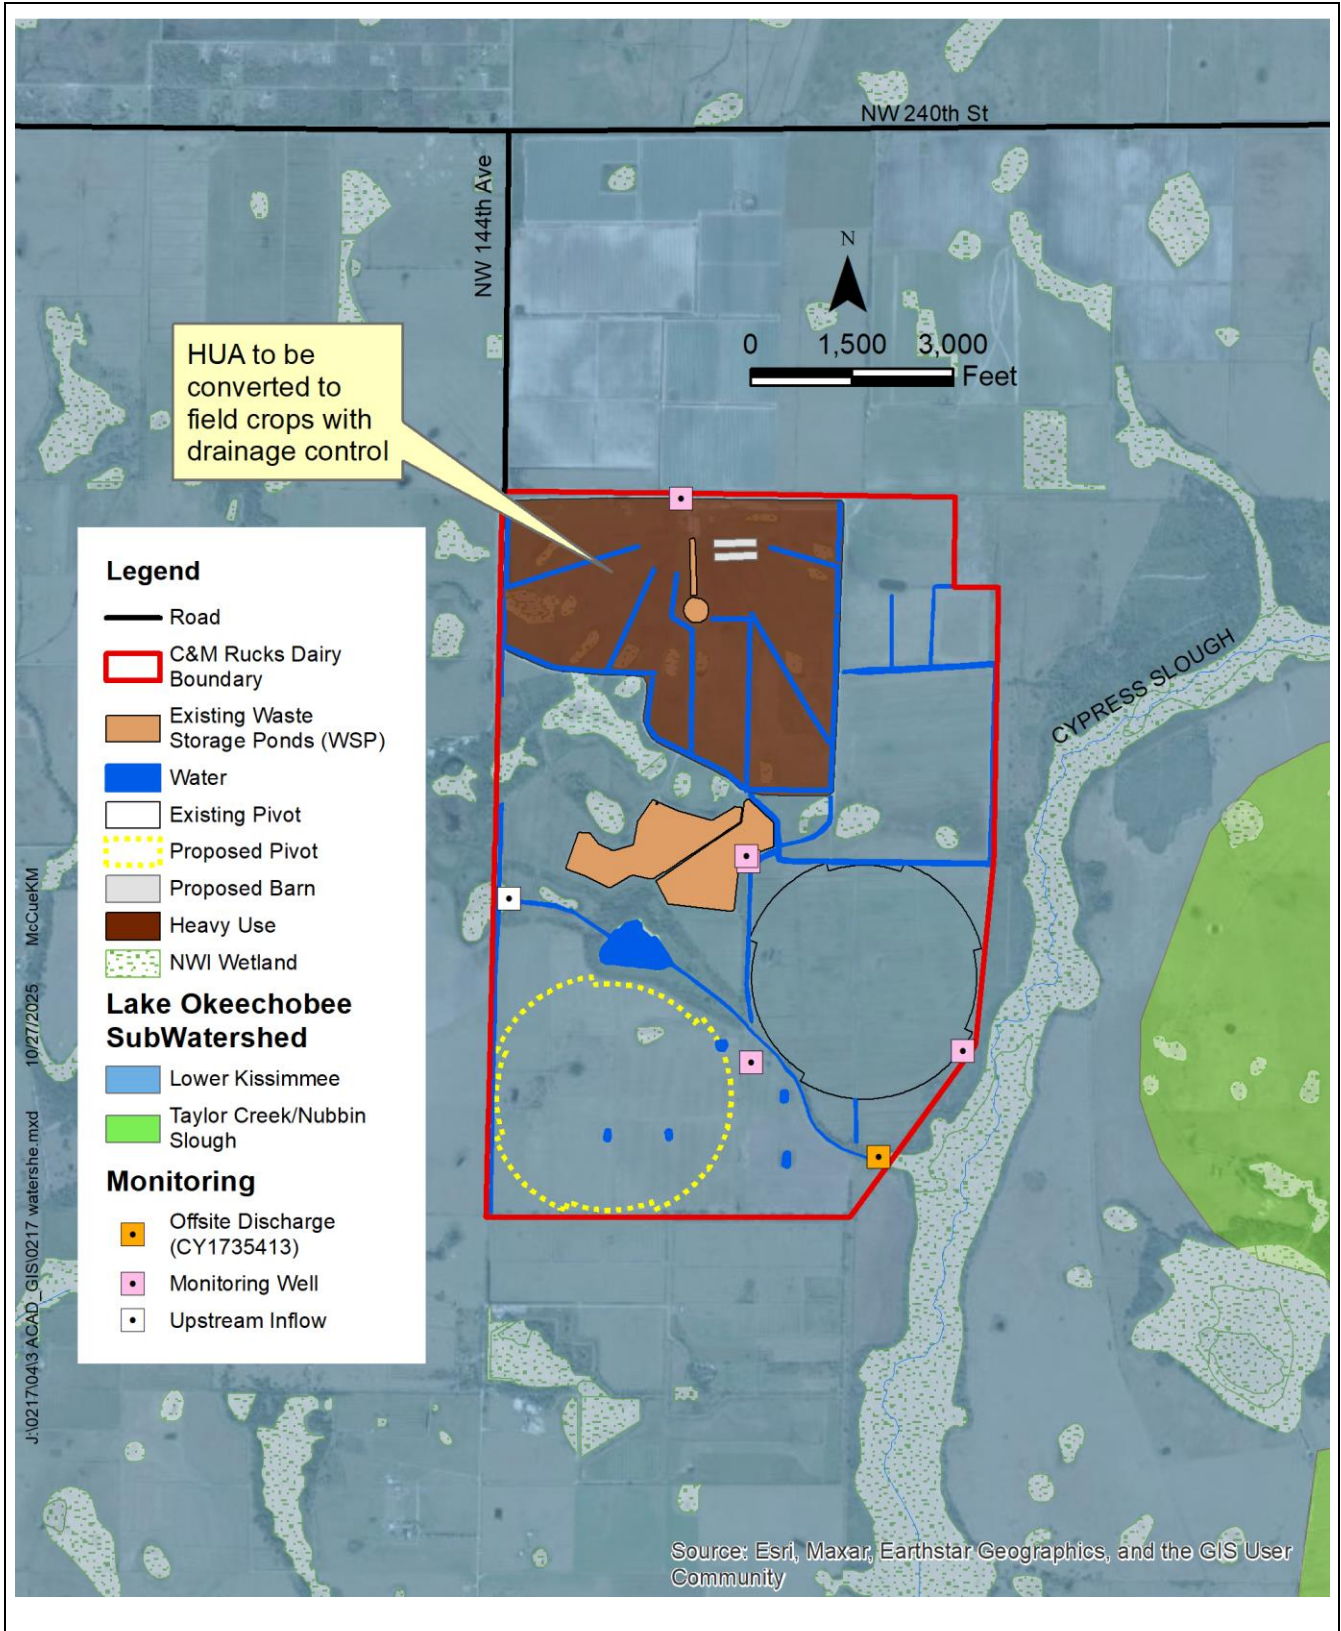 NW 240th St
NW 144th Ave
N
0 1,500 3,000
Feet
HUA to be
converted to
field crops with
drainage control
CYPRESS SLOUGH
Legend
Road
C&M Rucks Dairy
Boundary
Existing Waste
Storage Ponds (WSP)
Water
Existing Pivot
Proposed Pivot
Proposed Barn
Heavy Use
NWI Wetland
Lake Okeechobee
SubWatershed
Lower Kissimmee
Taylor Creek/Nubbin
Slough
Monitoring
Offsite Discharge
(CY1735413)
Monitoring Well
Upstream Inflow
J:\0217\04\3 ACAD_GIS\0217 watershe.mxd 10/27/2025 McCueKM
Source: Esri, Maxar, Earthstar Geographics, and the GIS User
Community